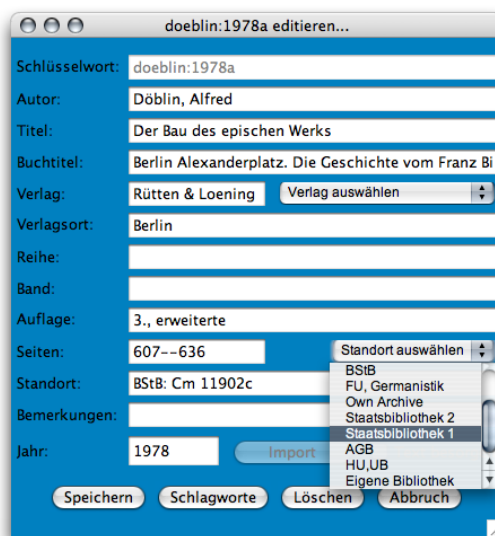 doeblin:1978a editieren...
Schlüsselwort: doeblin:1978a
Autor: Döblin, Alfred
Titel: Der Bau des epischen Werks
Buchtitel: Berlin Alexanderplatz. Die Geschichte vom Franz Bi
Verlag: Rütten & Loening Verlag auswählen
Verlagsort: Berlin
Reihe:
Band:
Auflage: 3., erweiterte
Seiten: 607--636 Standort auswählen
Standort: BStB: Cm 11902c
Bemerkungen:
Jahr: 1978 Import
BStB
FU, Germanistik
Own Archive
Staatsbibliothek 2
Staatsbibliothek 1
AGB
HU,UB
Eigene Bibliothek
Speichern Schlagworte Löschen Abbruch